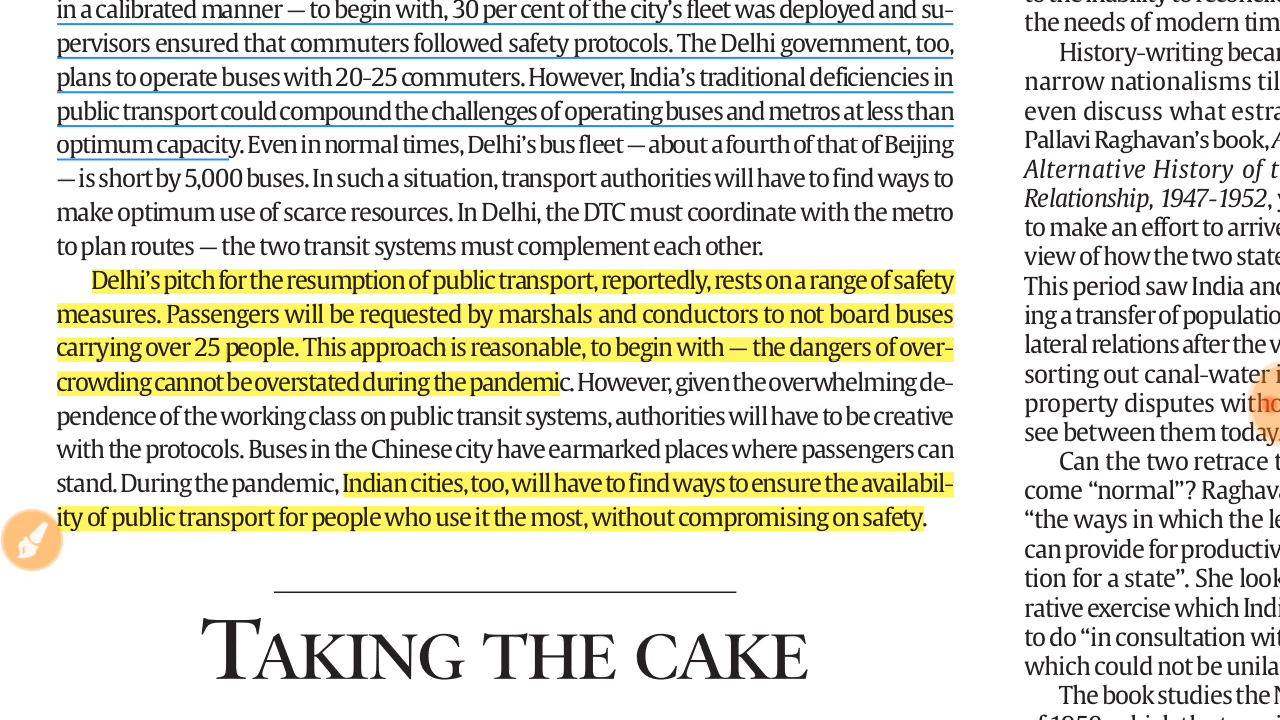 in a calibrated manner — to begin with, 30 per cent of the city's fleet was deployed and su-
pervisors ensured that commuters followed safety protocols. The Delhi government, too,
plans to operate buses with 20-25 commuters. However, India's traditional deficiencies in
public transport could compound the challenges of operating buses and metros at less than
optimum capacity. Even in normal times, Delhi's bus fleet — about a fourth of that of Beijing
— is short by 5,000 buses. In such a situation, transport authorities will have to find ways to
make optimum use of scarce resources. In Delhi, the DTC must coordinate with the metro
to plan routes — the two transit systems must complement each other.
Delhi's pitch for the resumption of public transport, reportedly, rests on a range of safety
measures. Passengers will be requested by marshals and conductors to not board buses
carrying over 25 people. This approach is reasonable, to begin with — the dangers of over-
crowding cannot be overstated during the pandemic. However, given the overwhelming de-
pendence of the working class on public transit systems, authorities will have to be creative
with the protocols. Buses in the Chinese city have earmarked places where passengers can
stand. During the pandemic, Indian cities, too, will have to find ways to ensure the availabil-
ity of public transport for people who use it the most, without compromising on safety.
TAKING THE CAKE
the needs of modern
History-writing
narrow nationalisms
even discuss what
Pallavi Raghavan's book,
Alternative History of
Relationship, 1947-1952,
to make an effort to
view of how the two
This period saw India
ing a transfer of
lateral relations after the
sorting out canal-water
property disputes
see between them today.
Can the two retrace
come “normal”?
“the ways in which the
can provide for
tion for a state”. She
rative exercise which
to do “in consultation
which could not be
The book studies the